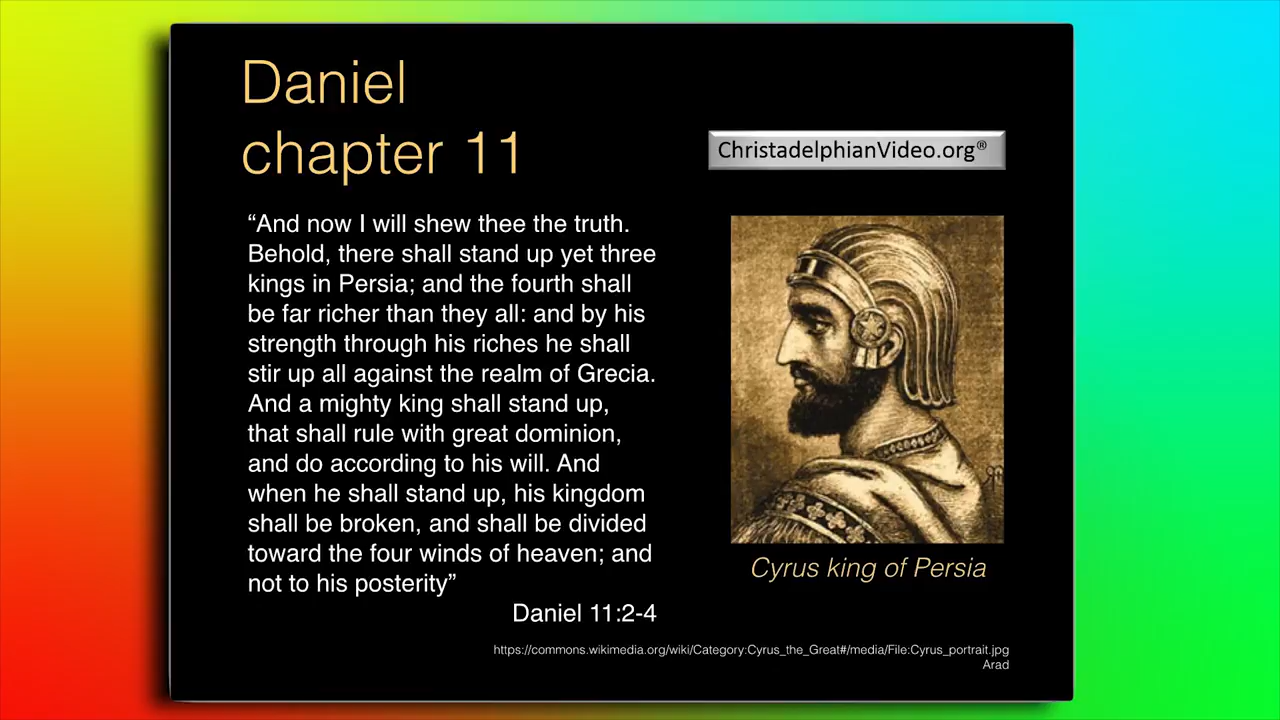 Daniel
chapter 11
ChristadelphianVideo.org®
“And now I will shew thee the truth.
Behold, there shall stand up yet three
kings in Persia; and the fourth shall
be far richer than they all: and by his
strength through his riches he shall
stir up all against the realm of Grecia.
And a mighty king shall stand up,
that shall rule with great dominion,
and do according to his will. And
when he shall stand up, his kingdom
shall be broken, and shall be divided
toward the four winds of heaven; and
not to his posterity”
Daniel 11:2-4
Cyrus king of Persia
https://commons.wikimedia.org/wiki/Category:Cyrus_the_Great#/media/File:Cyrus_portrait.jpg
Arad